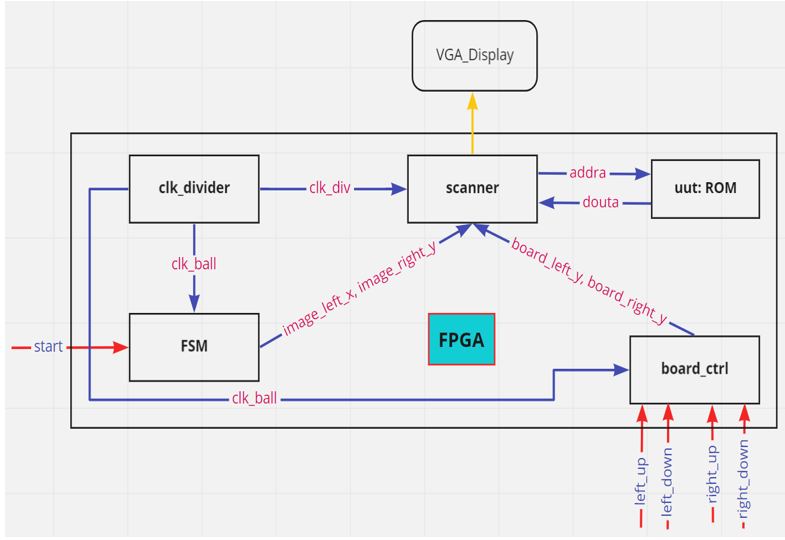 VGA_Display
clk_divider
clk_div
scanner
addra
douta
uut: ROM
clk_ball
image_left_x, image_right_y
board_left_y, board_right_y
start
FSM
FPGA
board_ctrl
clk_ball
left_up
left_down
right_up
right_down